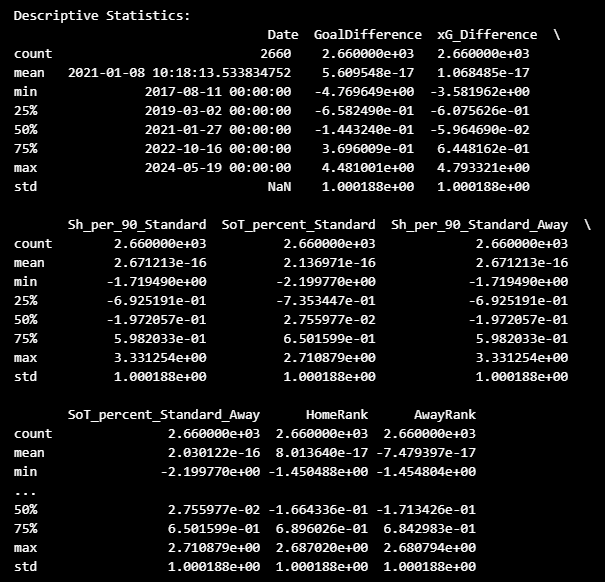 Descriptive Statistics:
Date GoalDifference xG_Difference \
count 2660 2.660000e+03 2.660000e+03
mean 2021-01-08 10:18:13.533834752 5.609548e-17 1.068485e-17
min 2017-08-11 00:00:00 -4.769649e+00 -3.581962e+00
25% 2019-03-02 00:00:00 -6.582490e-01 -6.075626e-01
50% 2021-01-27 00:00:00 -1.443240e-01 -5.964690e-02
75% 2022-10-16 00:00:00 3.696009e-01 6.448162e-01
max 2024-05-19 00:00:00 4.481001e+00 4.793321e+00
std NaN 1.000188e+00 1.000188e+00
Sh_per_90_Standard SoT_percent_Standard Sh_per_90_Standard_Away \
count 2.660000e+03 2.660000e+03 2.660000e+03
mean 2.671213e-16 2.136971e-16 2.671213e-16
min -1.719490e+00 -2.199770e+00 -1.719490e+00
25% -6.925191e-01 -7.353447e-01 -6.925191e-01
50% -1.972057e-01 2.755977e-02 -1.972057e-01
75% 5.982033e-01 6.501599e-01 5.982033e-01
max 3.331254e+00 2.710879e+00 3.331254e+00
std 1.000188e+00 1.000188e+00 1.000188e+00
SoT_percent_Standard_Away HomeRank AwayRank
count 2.660000e+03 2.660000e+03 2.660000e+03
mean 2.030122e-16 8.013640e-17 -7.479397e-17
min -2.199770e+00 -1.450488e+00 -1.454804e+00
...
50% 2.755977e-02 -1.664336e-01 -1.713426e-01
75% 6.501599e-01 6.896026e-01 6.842983e-01
max 2.710879e+00 2.687020e+00 2.680794e+00
std 1.000188e+00 1.000188e+00 1.000188e+00